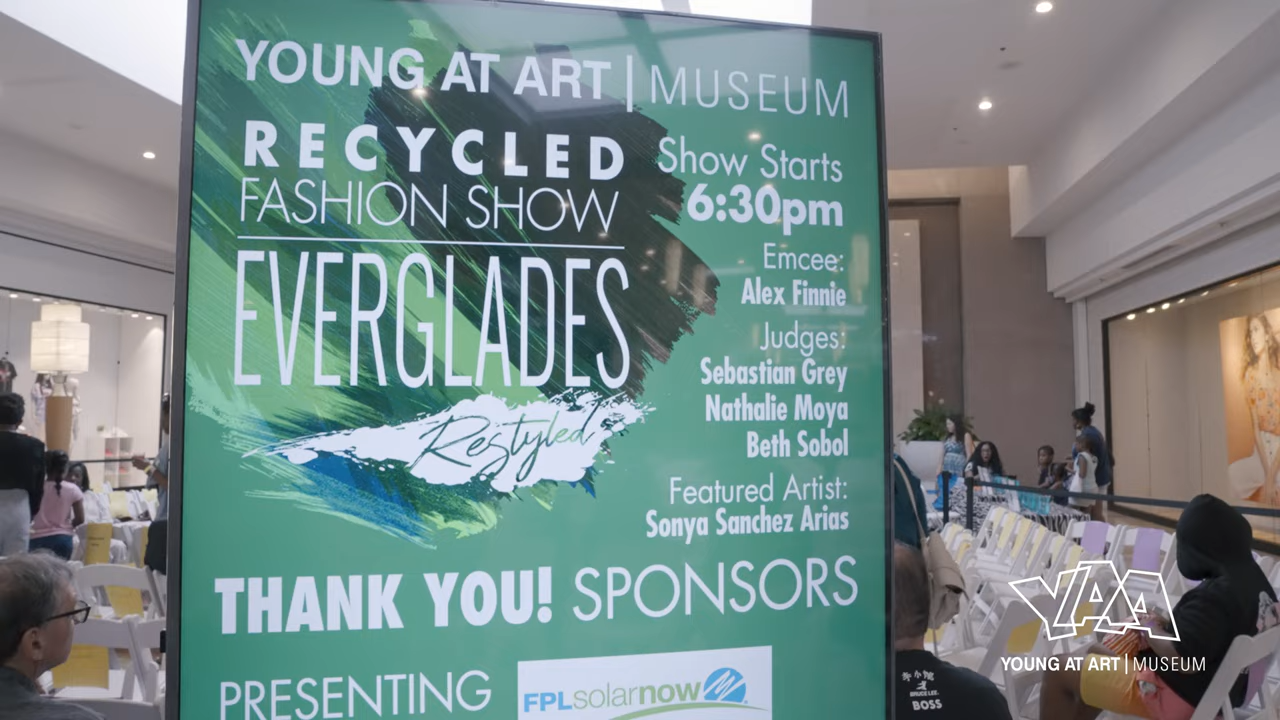 YOUNG AT ART | MUSEUM
RECYCLED
FASHION SHOW
EVERGLADES
Restyled
Show Starts
6:30pm
Emcee:
Alex Finnie
Judges:
Sebastian Grey
Nathalie Moya
Beth Sobol
Featured Artist:
Sonya Sanchez Arias
THANK YOU! SPONSORS
PRESENTING
FPLsolarnow
BRUCE LEE.
BOSS
YAA
YOUNG AT ART | MUSEUM